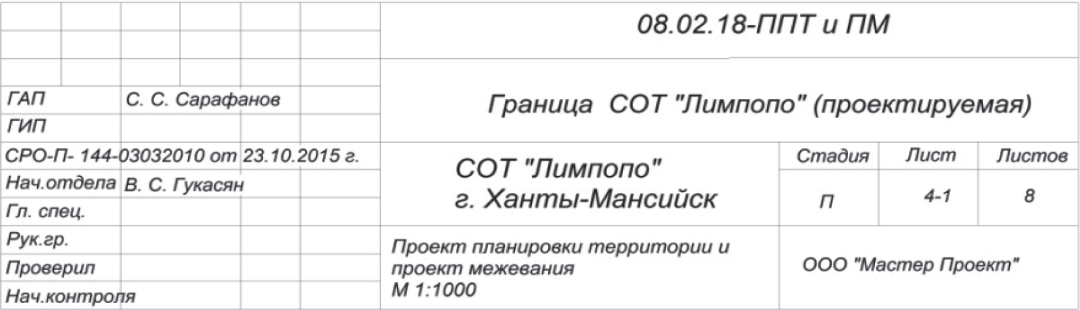 08.02.18-ППТ и ПМ
ГАП С. С. Сарафанов
Граница СОТ "Лимпопо" (проектируемая)
ГИП
СРО-П- 144-03032010 от 23.10.2015 г.
СОТ "Лимпопо"
г. Ханты-Мансийск
Стадия Лист Листов
Нач.отдела В. С. Гукасян
П 4-1 8
Гл. спец.
Рук.гр.
Проект планировки территории и
проект межевания
М 1:1000
ООО "Мастер Проект"
Проверил
Нач.контроля